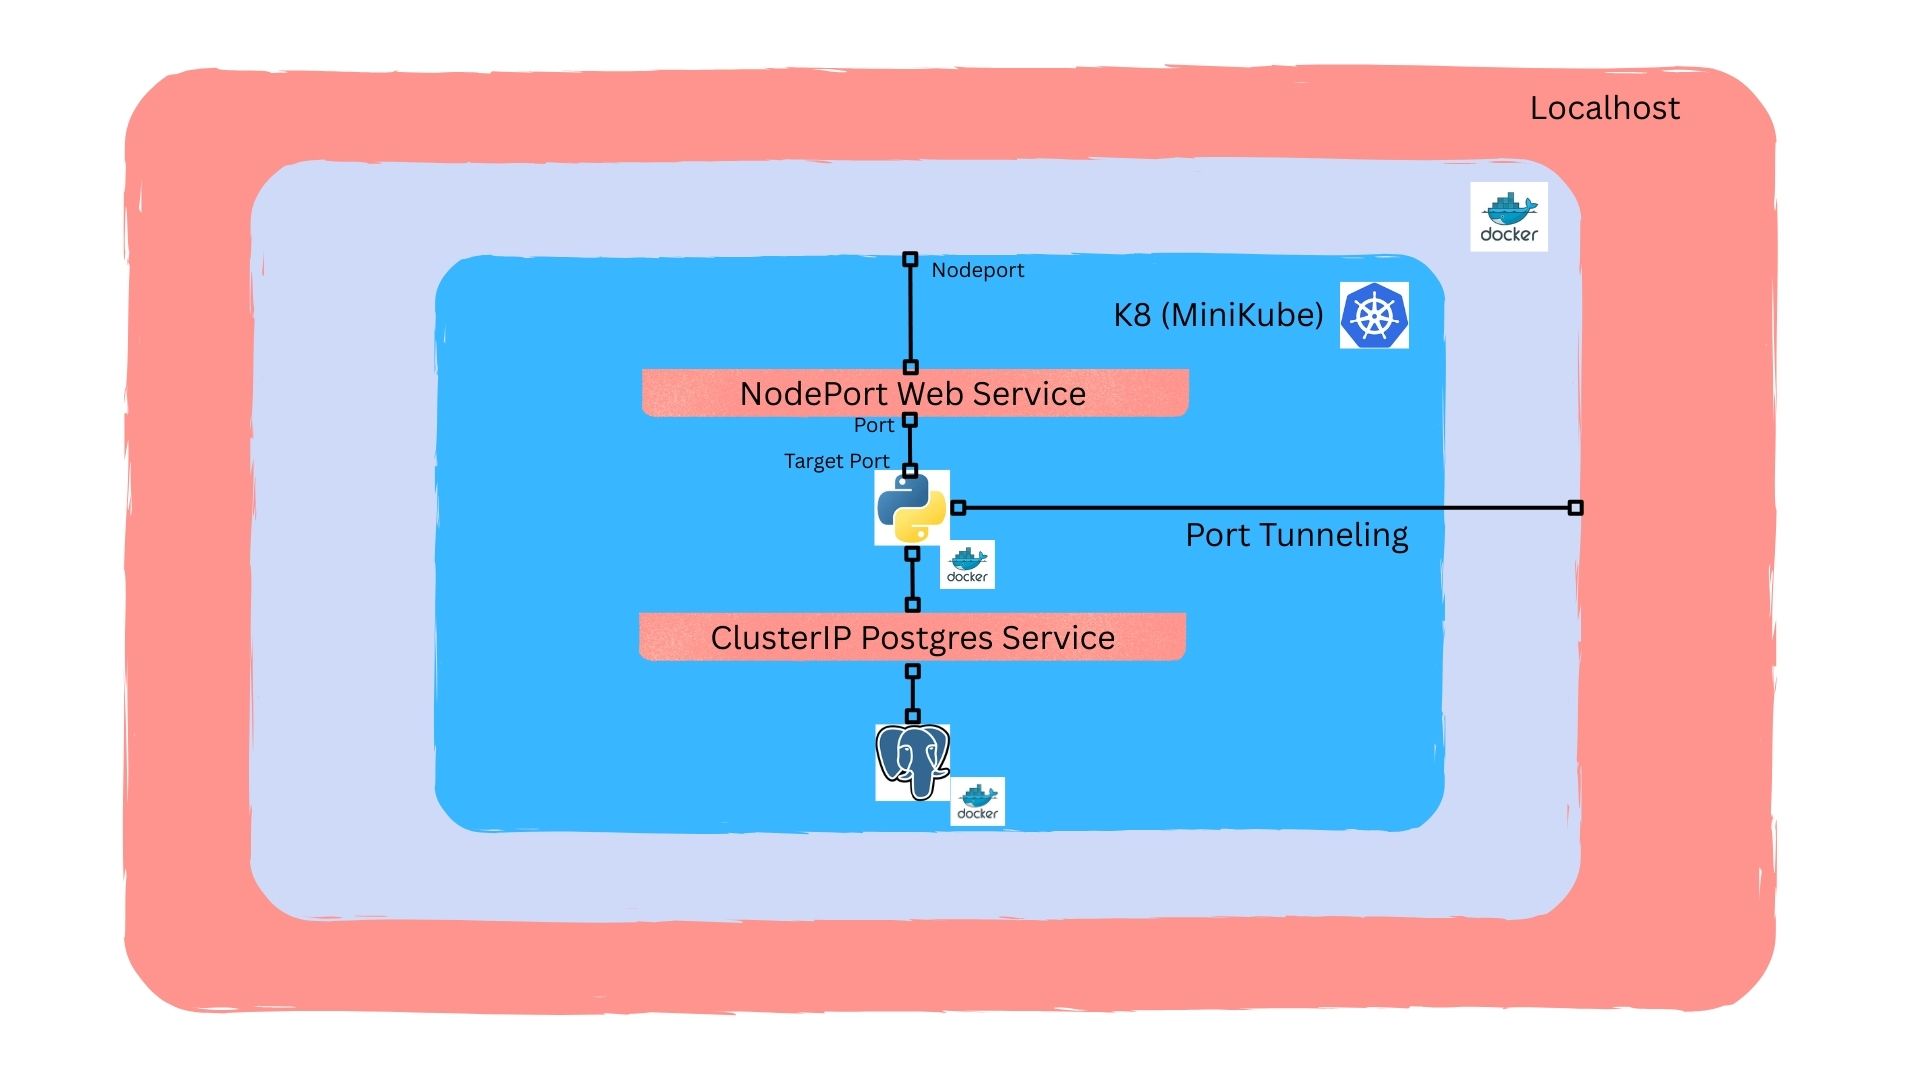 Localhost
docker
Nodeport
K8 (MiniKube)
NodePort Web Service
Port
Target Port
Port Tunneling
docker
ClusterIP Postgres Service
docker